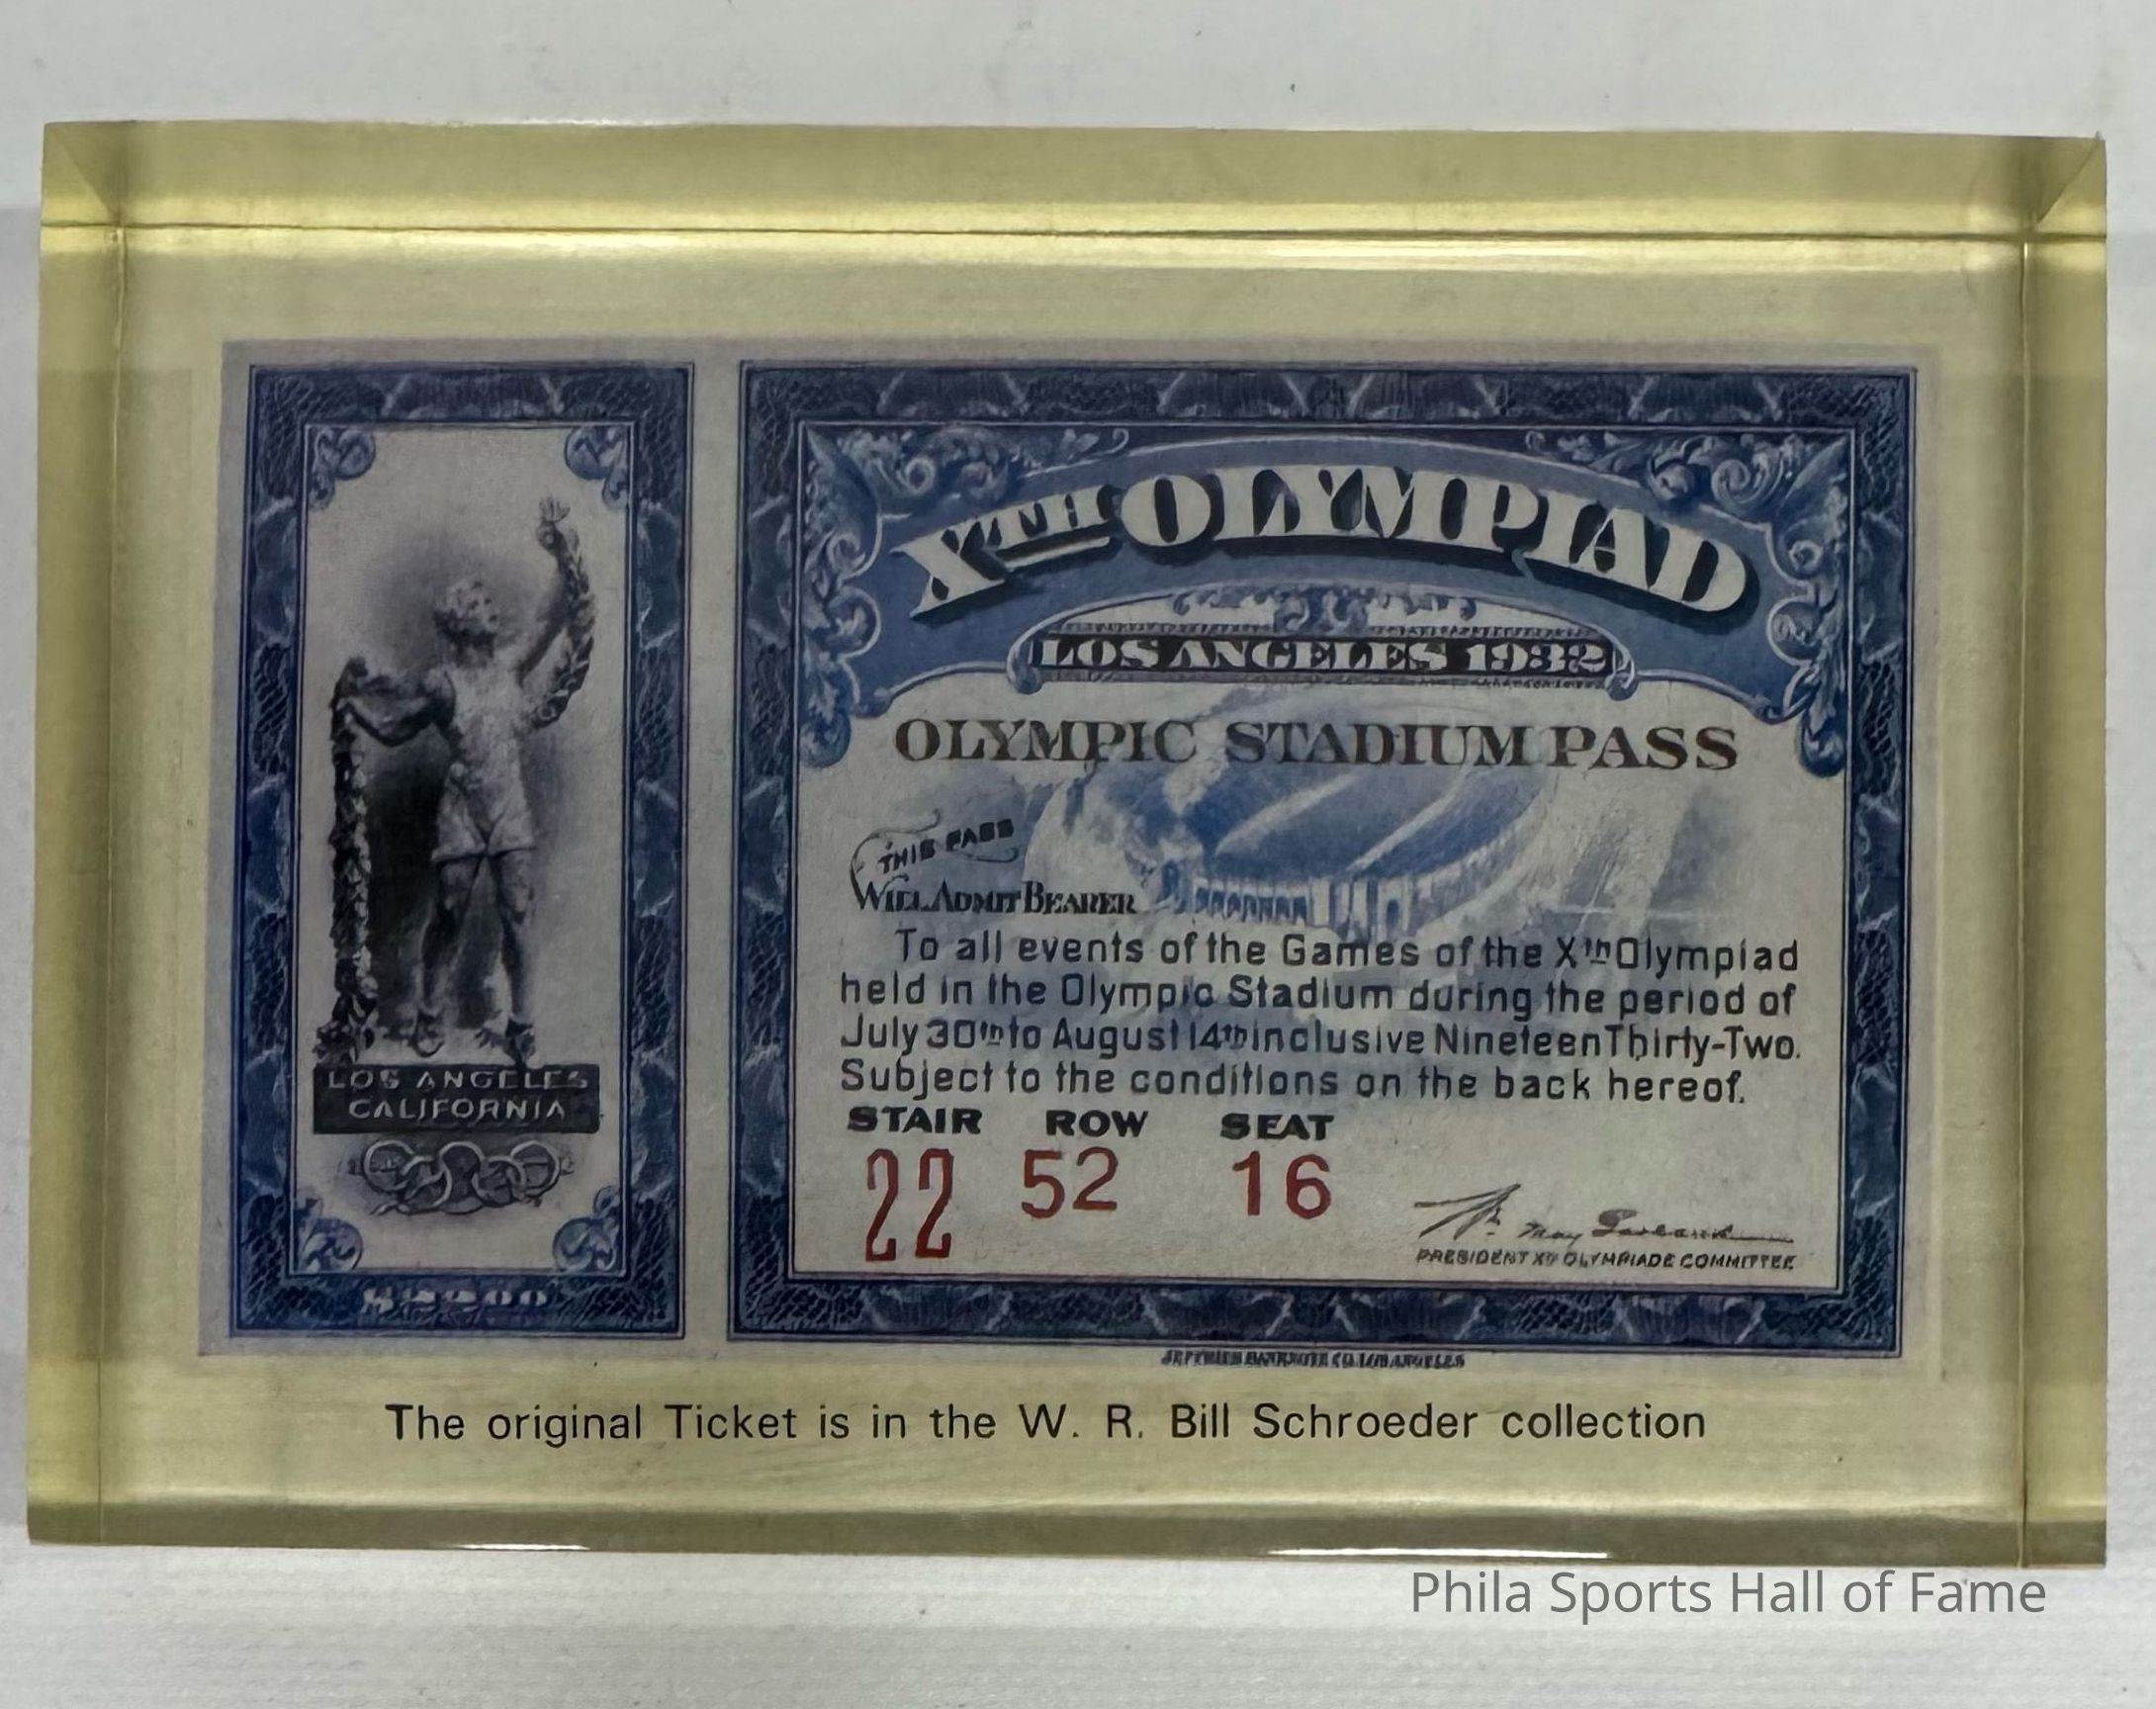 LOS ANGELES
CALIFORNIA
XTH OLYMPIAD
LOS ANGELES 1932
OLYMPIC STADIUM PASS
THIS PASS
WILL ADMIT BEARER
To all events of the Games of the Xth Olympiad
held in the Olympic Stadium during the period of
July 30th to August 14th inclusive Nineteen Thirty-Two.
Subject to the conditions on the back hereof.
STAIR ROW SEAT
22 52 16
PRESIDENT Xth OLYMPIADE COMMITTEE
The original Ticket is in the W. R. Bill Schroeder collection
Phila Sports Hall of Fame